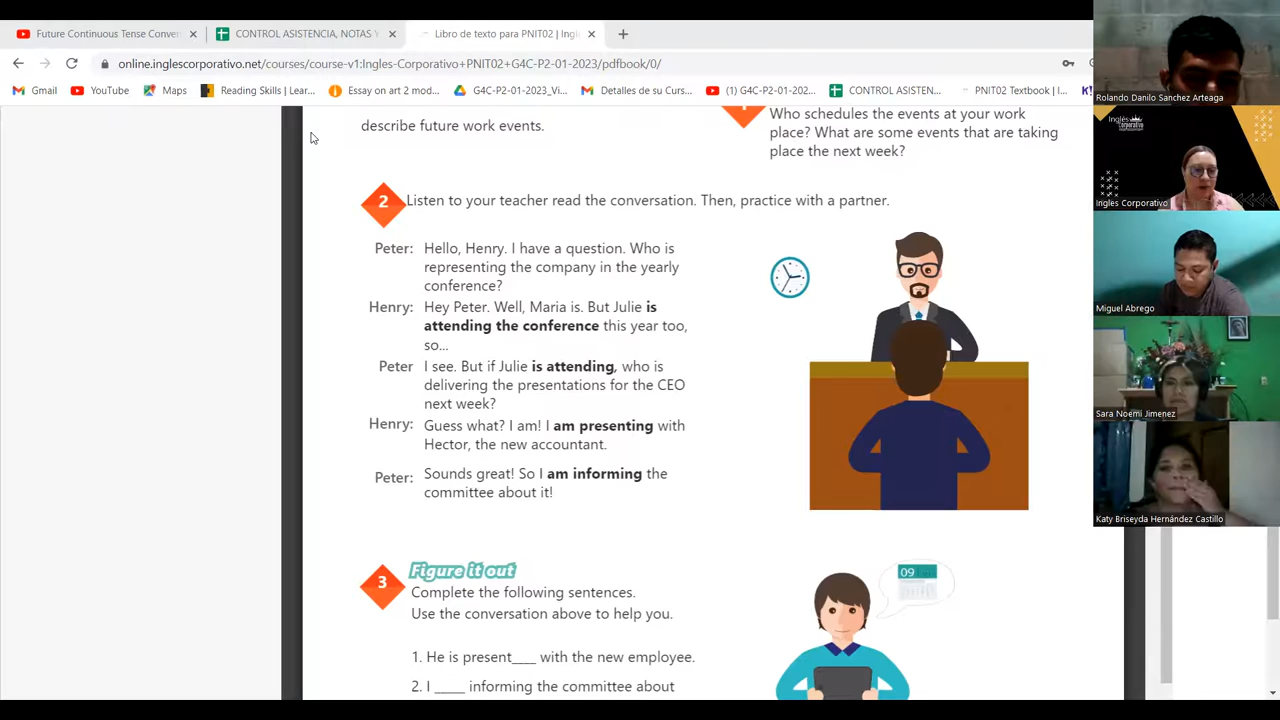 Future Continuous Tense Conver
CONTROL ASISTENCIA, NOTAS Y
Libro de texto para PNIT02 | Ingl
online.inglescorporativo.net/courses/course-v1:Ingles-Corporativo+PNIT02+G4C-P2-01-2023/pdfbook/0/
Gmail
YouTube
Maps
Reading Skills | Lear...
Essay on art 2 mod...
G4C-P2-01-2023_Vi...
Detalles de su Curs...
(1) G4C-P2-01-202...
CONTROL ASISTEN...
PNIT02 Textbook | I...
describe future work events.
Who schedules the events at your work
place? What are some events that are taking
place the next week?
2 Listen to your teacher read the conversation. Then, practice with a partner.
Peter: Hello, Henry. I have a question. Who is
representing the company in the yearly
conference?
Henry: Hey Peter. Well, Maria is. But Julie is
attending the conference this year too,
so...
Peter I see. But if Julie is attending, who is
delivering the presentations for the CEO
next week?
Henry: Guess what? I am! I am presenting with
Hector, the new accountant.
Peter: Sounds great! So I am informing the
committee about it!
3 Figure it out
Complete the following sentences.
Use the conversation above to help you.
1. He is present____ with the new employee.
2. I _____ informing the committee about
09
Rolando Danilo Sanchez Arteaga
Inglés
Corporativo
Ingles Corporativo
Miguel Abrego
Sara Noemi Jimenez
Katy Briseyda Hernández Castillo